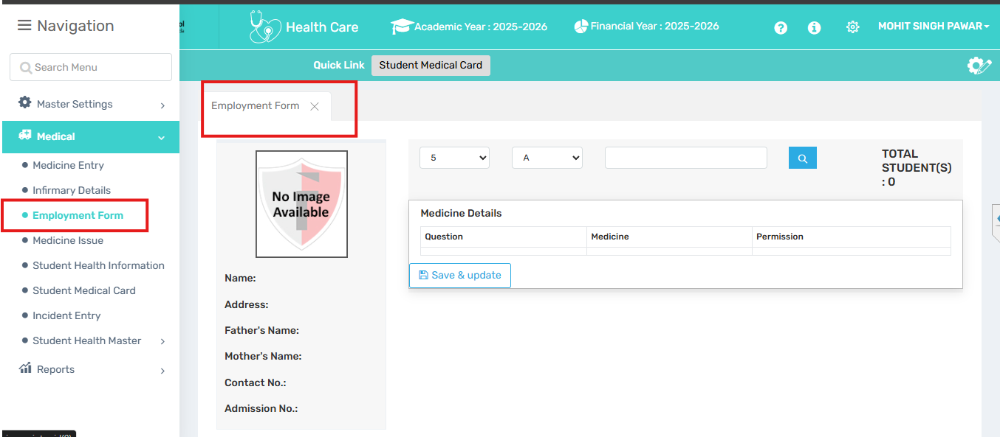 Navigation
ol
Health Care
Academic Year : 2025-2026
Financial Year : 2025-2026
MOHIT SINGH PAWAR
Search Menu
Quick Link
Student Medical Card
Master Settings
Medical
Medicine Entry
Infirmary Details
Employment Form
Medicine Issue
Student Health Information
Student Medical Card
Incident Entry
Student Health Master
Reports
Employment Form
No Image
Available
Name:
Address:
Father's Name:
Mother's Name:
Contact No.:
Admission No.:
5
A
TOTAL
STUDENT(S)
: 0
Medicine Details
Question Medicine Permission
Save & update